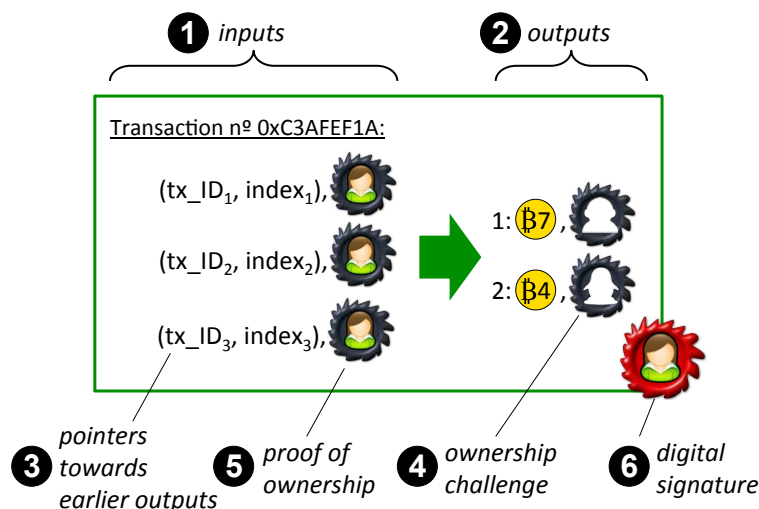 1 inputs
2 outputs
Transaction nº 0xC3AFEF1A:
(tx_ID₁, index₁),
(tx_ID₂, index₂),
(tx_ID₃, index₃),
1: ₿7 ,
2: ₿4 ,
3 pointers
towards
earlier outputs
5 proof of
ownership
4 ownership
challenge
6 digital
signature